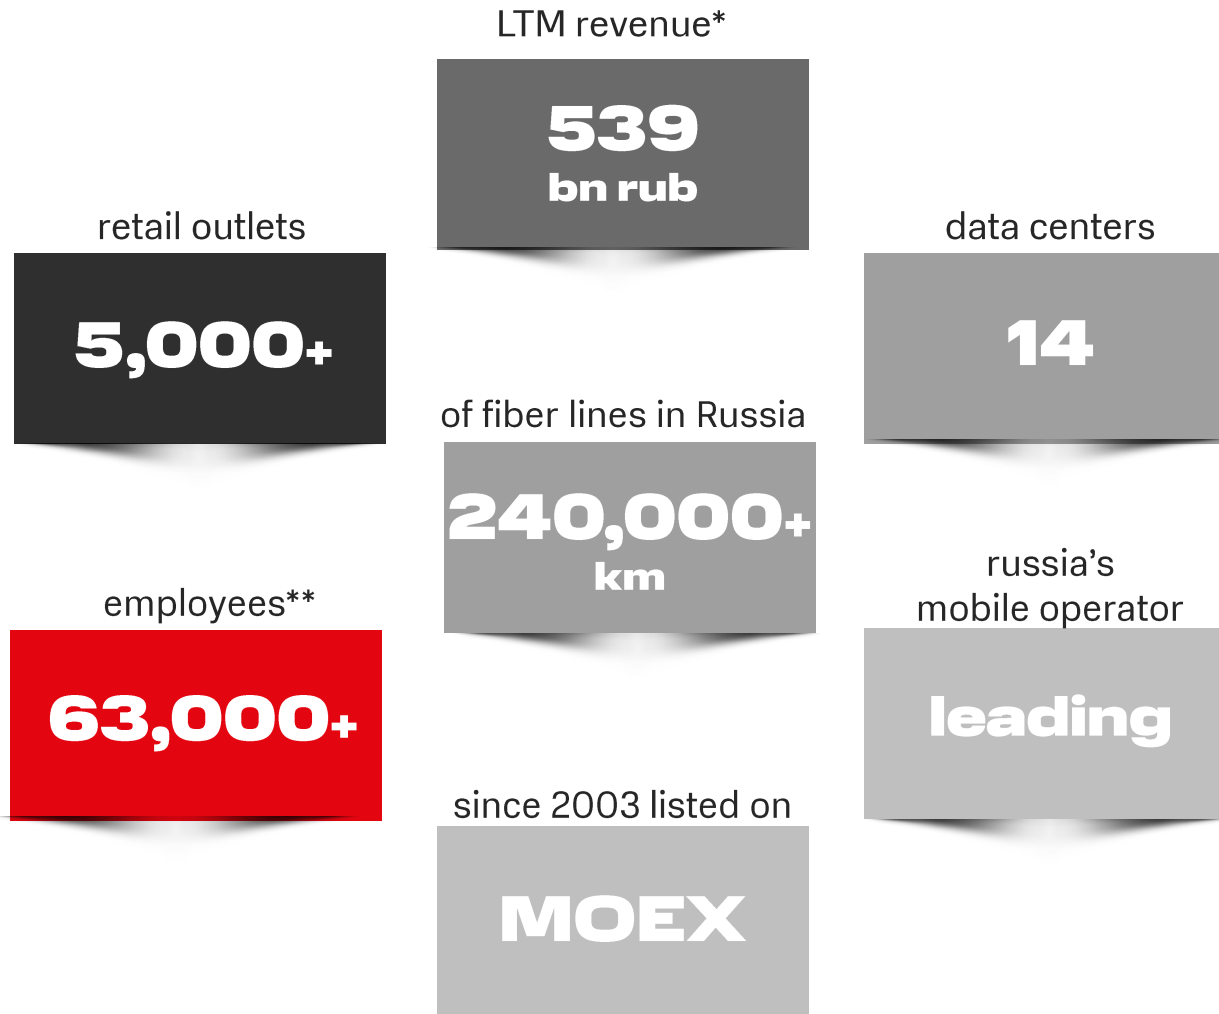 LTM revenue*
539
bn rub
retail outlets
5,000+
data centers
14
of fiber lines in Russia
240,000+
km
employees**
63,000+
russia’s
mobile operator
leading
since 2003 listed on
MOEX